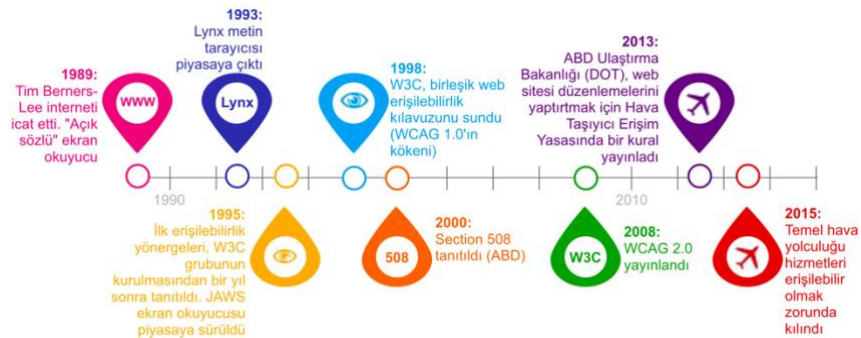 1989:
Tim Berners-
Lee interneti
icat etti. "Açık
sözlü" ekran
okuyucu
www
1993:
Lynx metin
tarayıcısı
piyasaya çıktı
Lynx
1998:
W3C, birleşik web
erişilebilirlik
kılavuzunu sundu
(WCAG 1.0'ın
kökeni)
2013:
ABD Ulaştırma
Bakanlığı (DOT), web
sitesi düzenlemelerini
yaptırtmak için Hava
Taşıyıcı Erişim
Yasasında bir kural
yayınladı
1990
2010
1995:
İlk erişilebilirlik
yönergeleri, W3C
grubunun
kurulmasından bir yıl
sonra tanıtıldı. JAWS
ekran okuyucusu
piyasaya sürüldü
508
2000:
Section 508
tanıtıldı (ABD)
W3C
2008:
WCAG 2.0
yayınlandı
2015:
Temel hava
yolculuğu
hizmetleri
erişilebilir
olmak
zorunda
kılındı